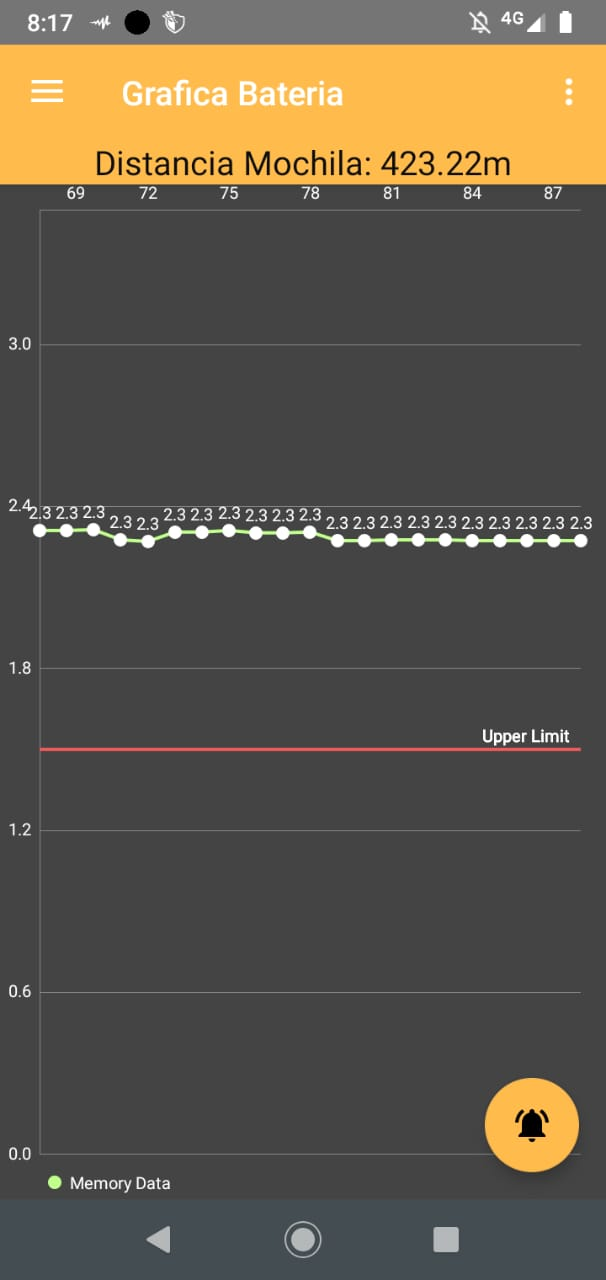 8:17 4G
Grafica Bateria
Distancia Mochila: 423.22m
69 72 75 78 81 84 87
3.0
2.4
2.3 2.3 2.3 2.3 2.3 2.3 2.3 2.3 2.3 2.3 2.3 2.3 2.3 2.3 2.3 2.3 2.3 2.3 2.3 2.3 2.3
1.8
Upper Limit
1.2
0.6
0.0
Memory Data